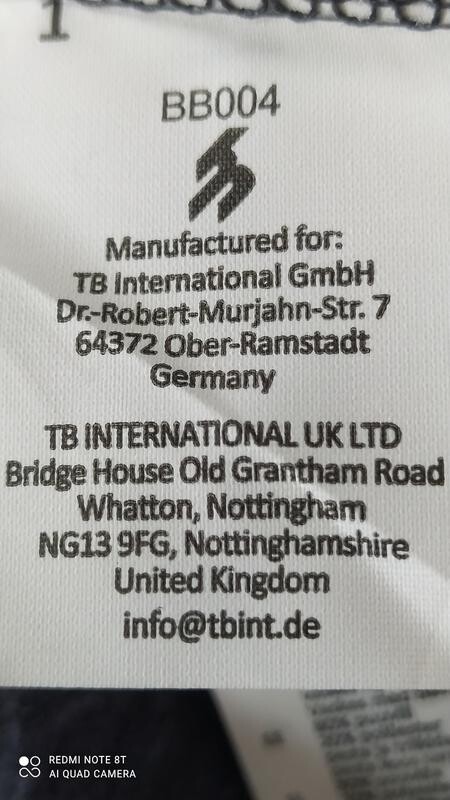 1
BB004
Manufactured for:
TB International GmbH
Dr.-Robert-Murjahn-Str. 7
64372 Ober-Ramstadt
Germany
TB INTERNATIONAL UK LTD
Bridge House Old Grantham Road
Whatton, Nottingham
NG13 9FG, Nottinghamshire
United Kingdom
info@tbint.de
REDMI NOTE 8T
AI QUAD CAMERA